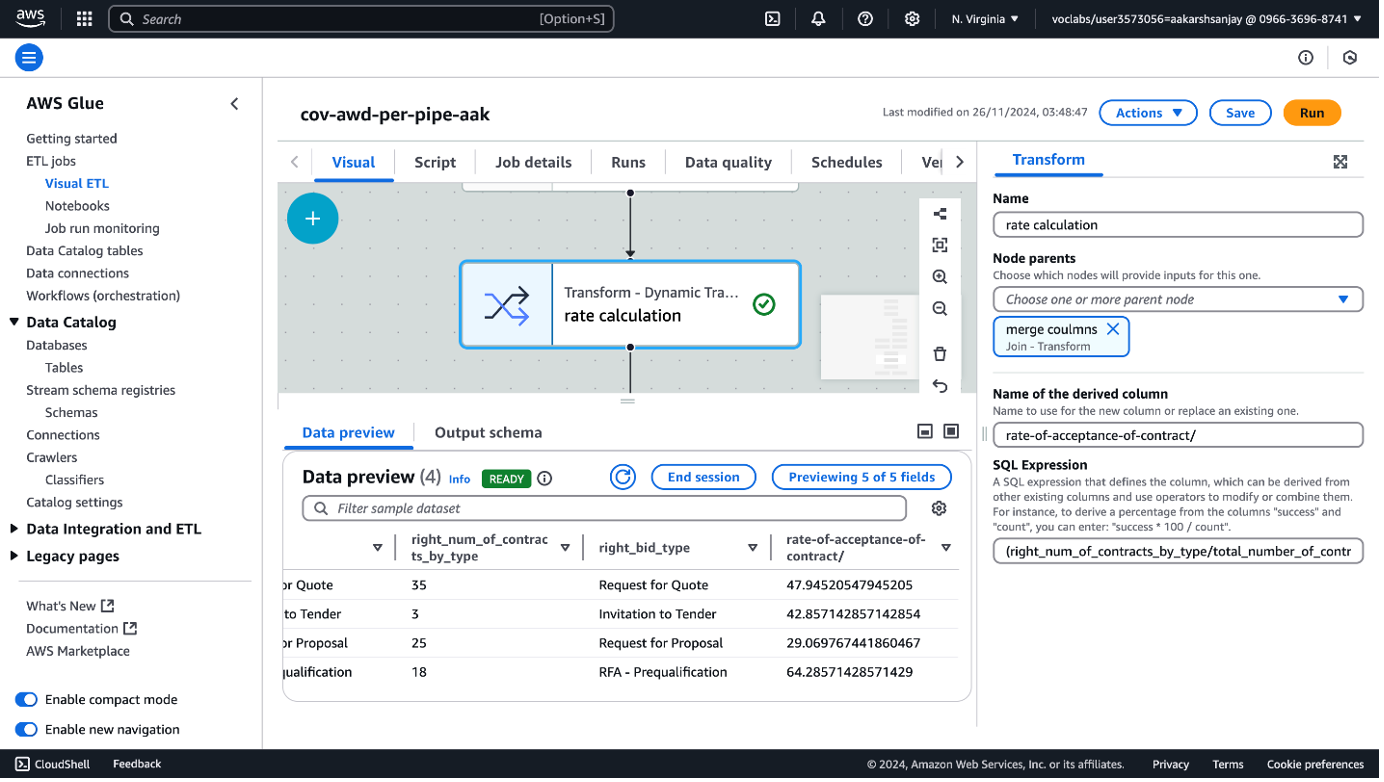 aws
Search
[Option+S]
N. Virginia
voclabs/user3573056=aakarshsanjay @ 0966-3696-8741
AWS Glue
Getting started
ETL jobs
Visual ETL
Notebooks
Job run monitoring
Data Catalog tables
Data connections
Workflows (orchestration)
Data Catalog
Databases
Tables
Stream schema registries
Schemas
Connections
Crawlers
Classifiers
Catalog settings
Data Integration and ETL
Legacy pages
What's New
Documentation
AWS Marketplace
Enable compact mode
Enable new navigation
cov-awd-per-pipe-aak
Last modified on 26/11/2024, 03:48:47
Actions
Save
Run
Visual
Script
Job details
Runs
Data quality
Schedules
Ve
Transform - Dynamic Tra...
rate calculation
Data preview
Output schema
Data preview (4) Info READY
End session
Previewing 5 of 5 fields
Filter sample dataset
right_num_of_contrac
ts_by_type
right_bid_type
rate-of-acceptance-of-
contract/
or Quote 35 Request for Quote 47.94520547945205
to Tender 3 Invitation to Tender 42.857142857142854
or Proposal 25 Request for Proposal 29.069767441860467
qualification 18 RFA - Prequalification 64.28571428571429
Transform
Name
rate calculation
Node parents
Choose which nodes will provide inputs for this one.
Choose one or more parent node
merge coulmns
Join - Transform
Name of the derived column
Name to use for the new column or replace an existing one.
rate-of-acceptance-of-contract/
SQL Expression
A SQL expression that defines the column, which can be derived from
other existing columns and use operators to modify or combine them.
For instance, to derive a percentage from the columns "success" and
"count", you can enter: "success * 100 / count".
(right_num_of_contracts_by_type/total_number_of_contr
CloudShell
Feedback
© 2024, Amazon Web Services, Inc. or its affiliates.
Privacy
Terms
Cookie preferences